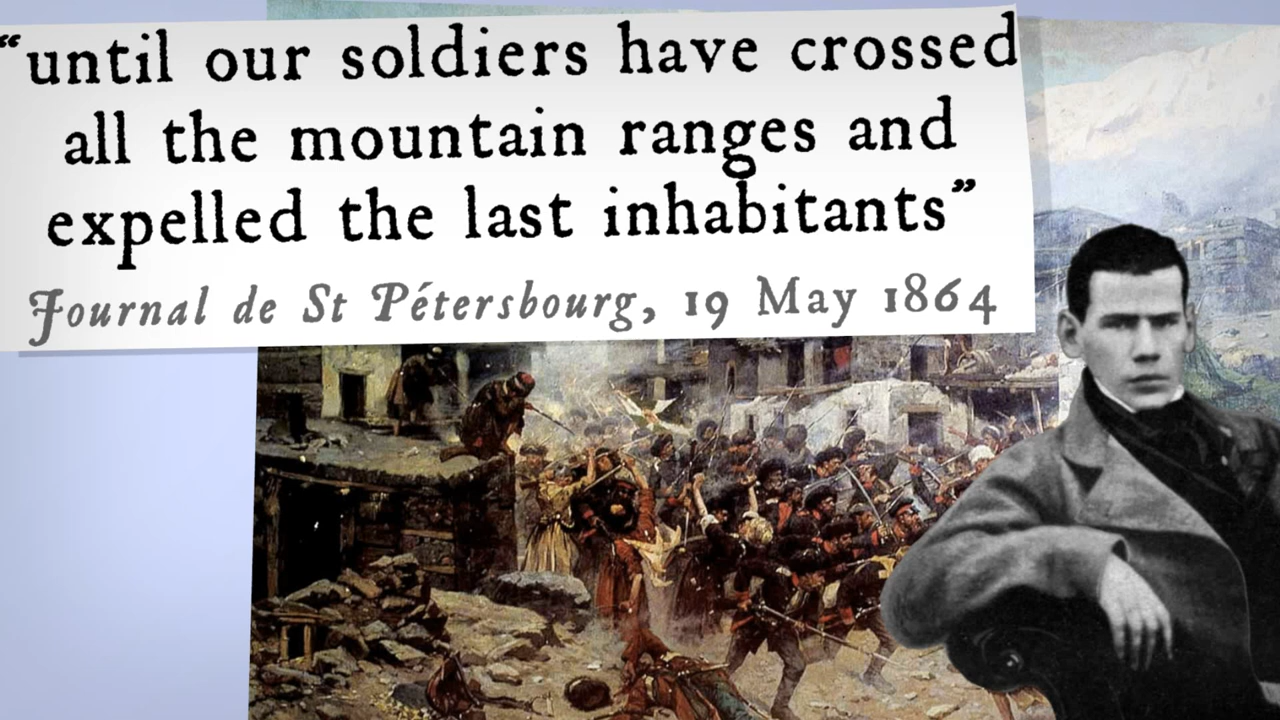 “until our soldiers have crossed
all the mountain ranges and
expelled the last inhabitants”
Journal de St Pétersbourg, 19 May 1864